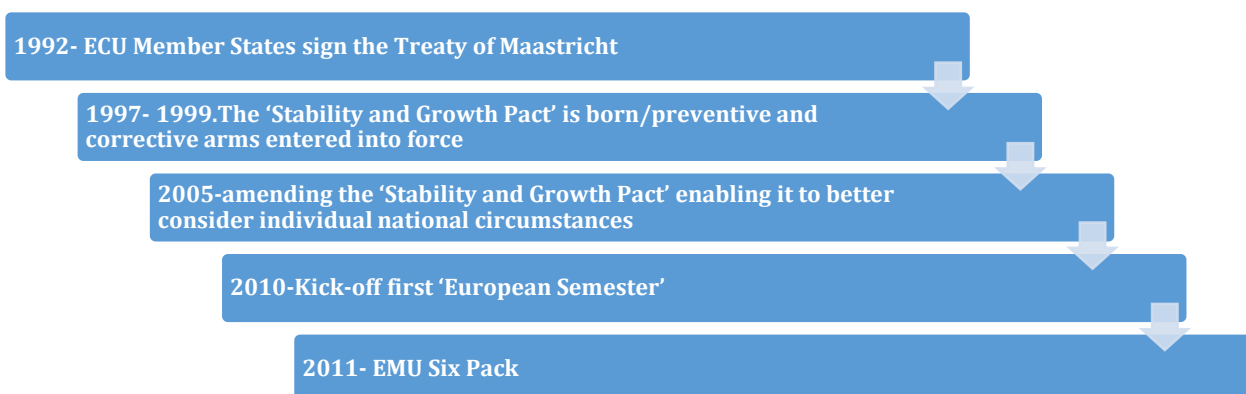 1992- ECU Member States sign the Treaty of Maastricht
1997- 1999.The ‘Stability and Growth Pact’ is born/preventive and
corrective arms entered into force
2005-amending the ‘Stability and Growth Pact’ enabling it to better
consider individual national circumstances
2010-Kick-off first ‘European Semester’
2011- EMU Six Pack